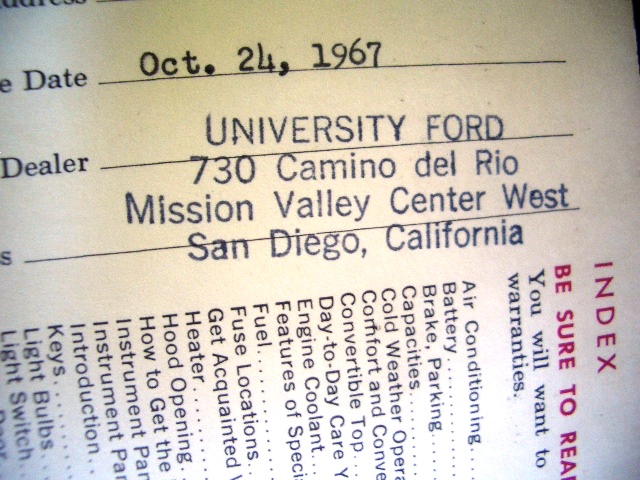 e Date Oct. 24, 1967
Dealer UNIVERSITY FORD
730 Camino del Rio
Mission Valley Center West
s San Diego, California
INDEX
BE SURE TO REA
You will want to
warranties.
Air Conditioning....
Battery............
Brake, Parking....
Capacities........
Cold Weather Opera
Comfort and Conve
Convertible Top...
Day-to-Day Care Y
Engine Coolant...
Features of Speci
Fuel............
Fuse Locations...
Get Acquainted
Heater........
Hood Opening...
How to Get the
Instrument Par
Instrument Par
Introduction...
Keys........
Light Bulbs
Light Switch